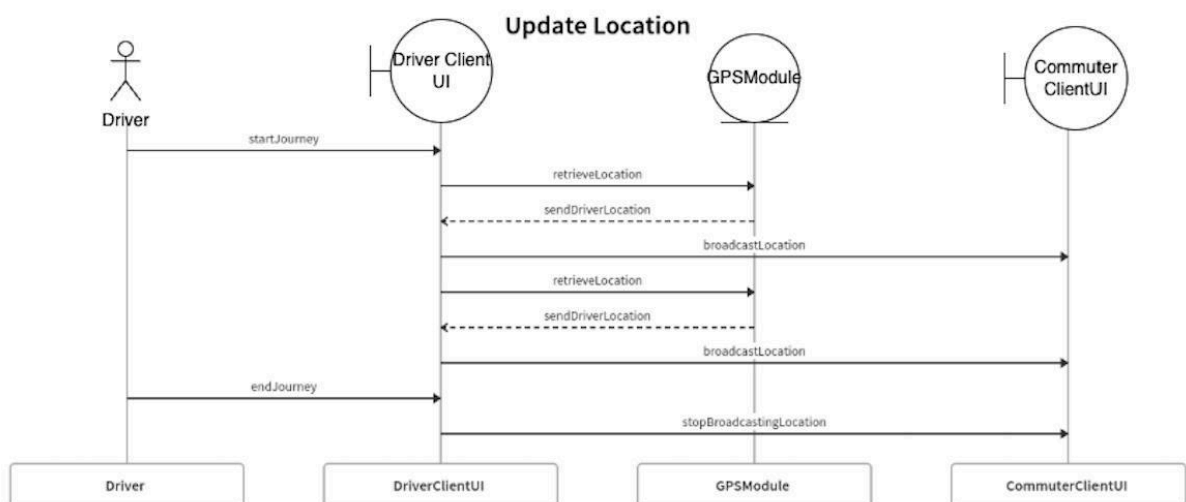 Update Location
Driver
Driver Client
UI
GPSModule
Commuter
ClientUI
startJourney
retrieveLocation
sendDriverLocation
broadcastLocation
retrieveLocation
sendDriverLocation
broadcastLocation
endJourney
stopBroadcastingLocation
Driver
DriverClientUI
GPSModule
CommuterClientUI